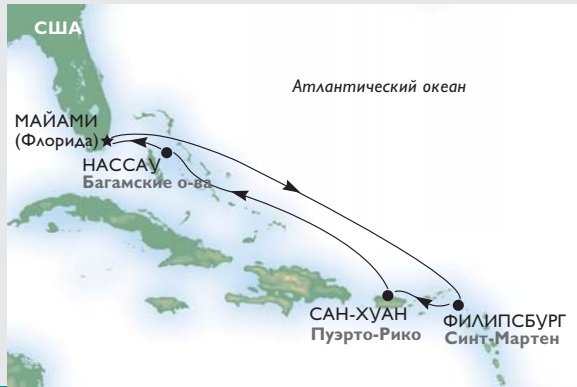 США
Атлантический океан
МАЙАМИ
(Флорида)
НАССАУ
Багамские о-ва
САН-ХУАН
Пуэрто-Рико
ФИЛИПСБУРГ
Синт-Мартен